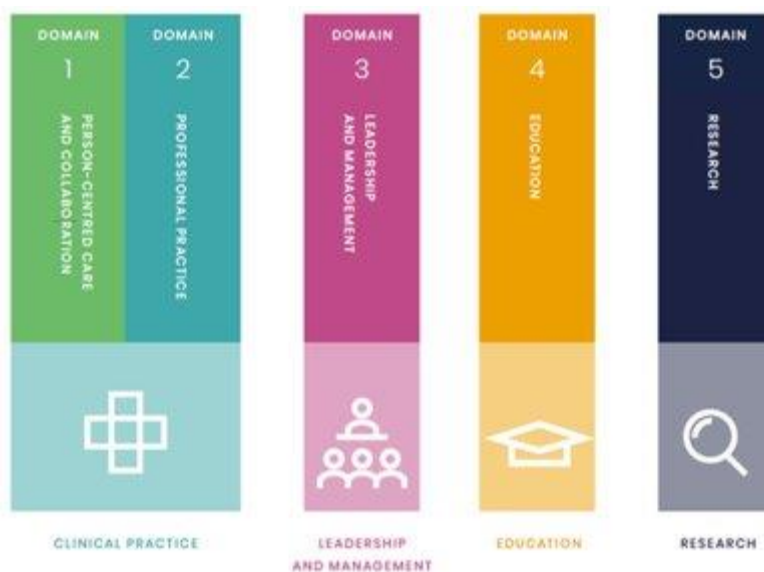 DOMAIN
1
PERSON-CENTRED CARE
AND COLLABORATION
DOMAIN
2
PROFESSIONAL PRACTICE
DOMAIN
3
LEADERSHIP
AND MANAGEMENT
DOMAIN
4
EDUCATION
DOMAIN
5
RESEARCH
CLINICAL PRACTICE
LEADERSHIP
AND MANAGEMENT
EDUCATION
RESEARCH